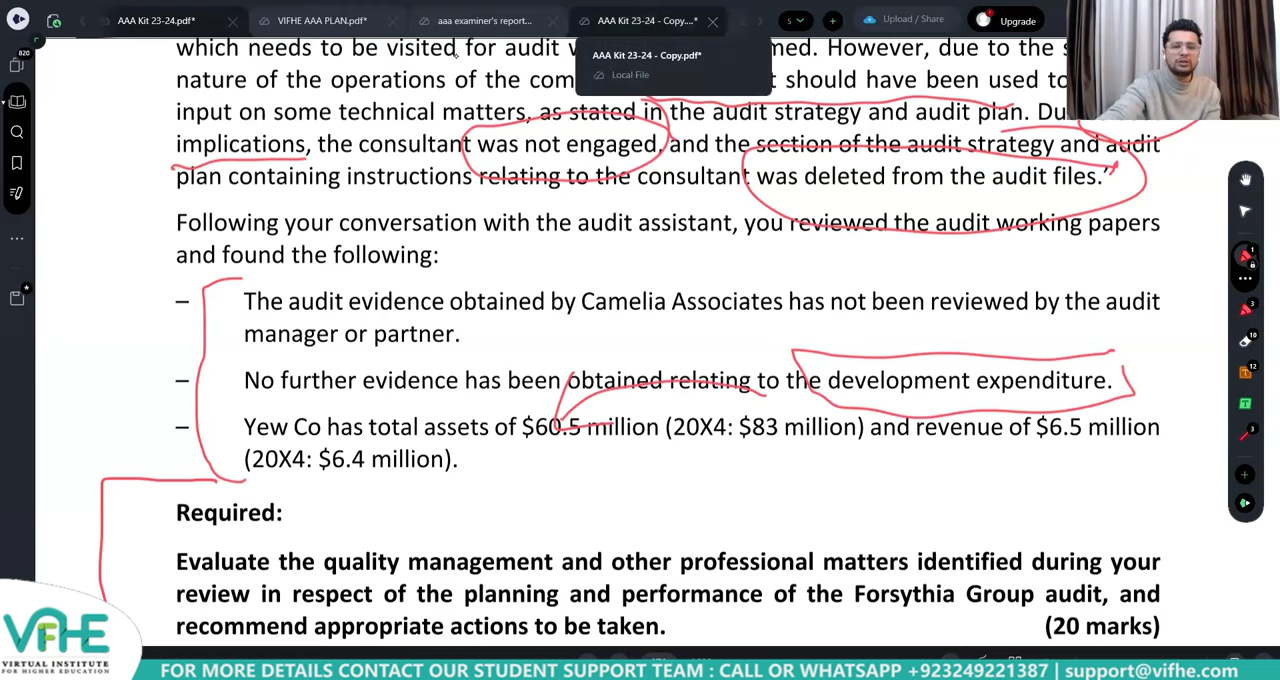 AAA Kit 23-24.pdf*
VIFHE AAA PLAN.pdf*
aaa examiner's report...
AAA Kit 23-24 - Copy....*
5
Upload / Share
Upgrade
AAA Kit 23-24 - Copy.pdf*
Local File
820
which needs to be visited for audit w med. However, due to the s
nature of the operations of the com t should have been used to
input on some technical matters, as stated in the audit strategy and audit plan. Du
implications, the consultant was not engaged, and the section of the audit strategy and audit
plan containing instructions relating to the consultant was deleted from the audit files."
Following your conversation with the audit assistant, you reviewed the audit working papers
and found the following:
– The audit evidence obtained by Camelia Associates has not been reviewed by the audit
manager or partner.
– No further evidence has been obtained relating to the development expenditure.
– Yew Co has total assets of $60.5 million (20X4: $83 million) and revenue of $6.5 million
(20X4: $6.4 million).
Required:
Evaluate the quality management and other professional matters identified during your
review in respect of the planning and performance of the Forsythia Group audit, and
recommend appropriate actions to be taken. (20 marks)
1
3
10
12
3
VIFHE
VIRTUAL INSTITUTE
FOR HIGHER EDUCATION
FOR MORE DETAILS CONTACT OUR STUDENT SUPPORT TEAM : CALL OR WHATSAPP +923249221387 | support@vifhe.com